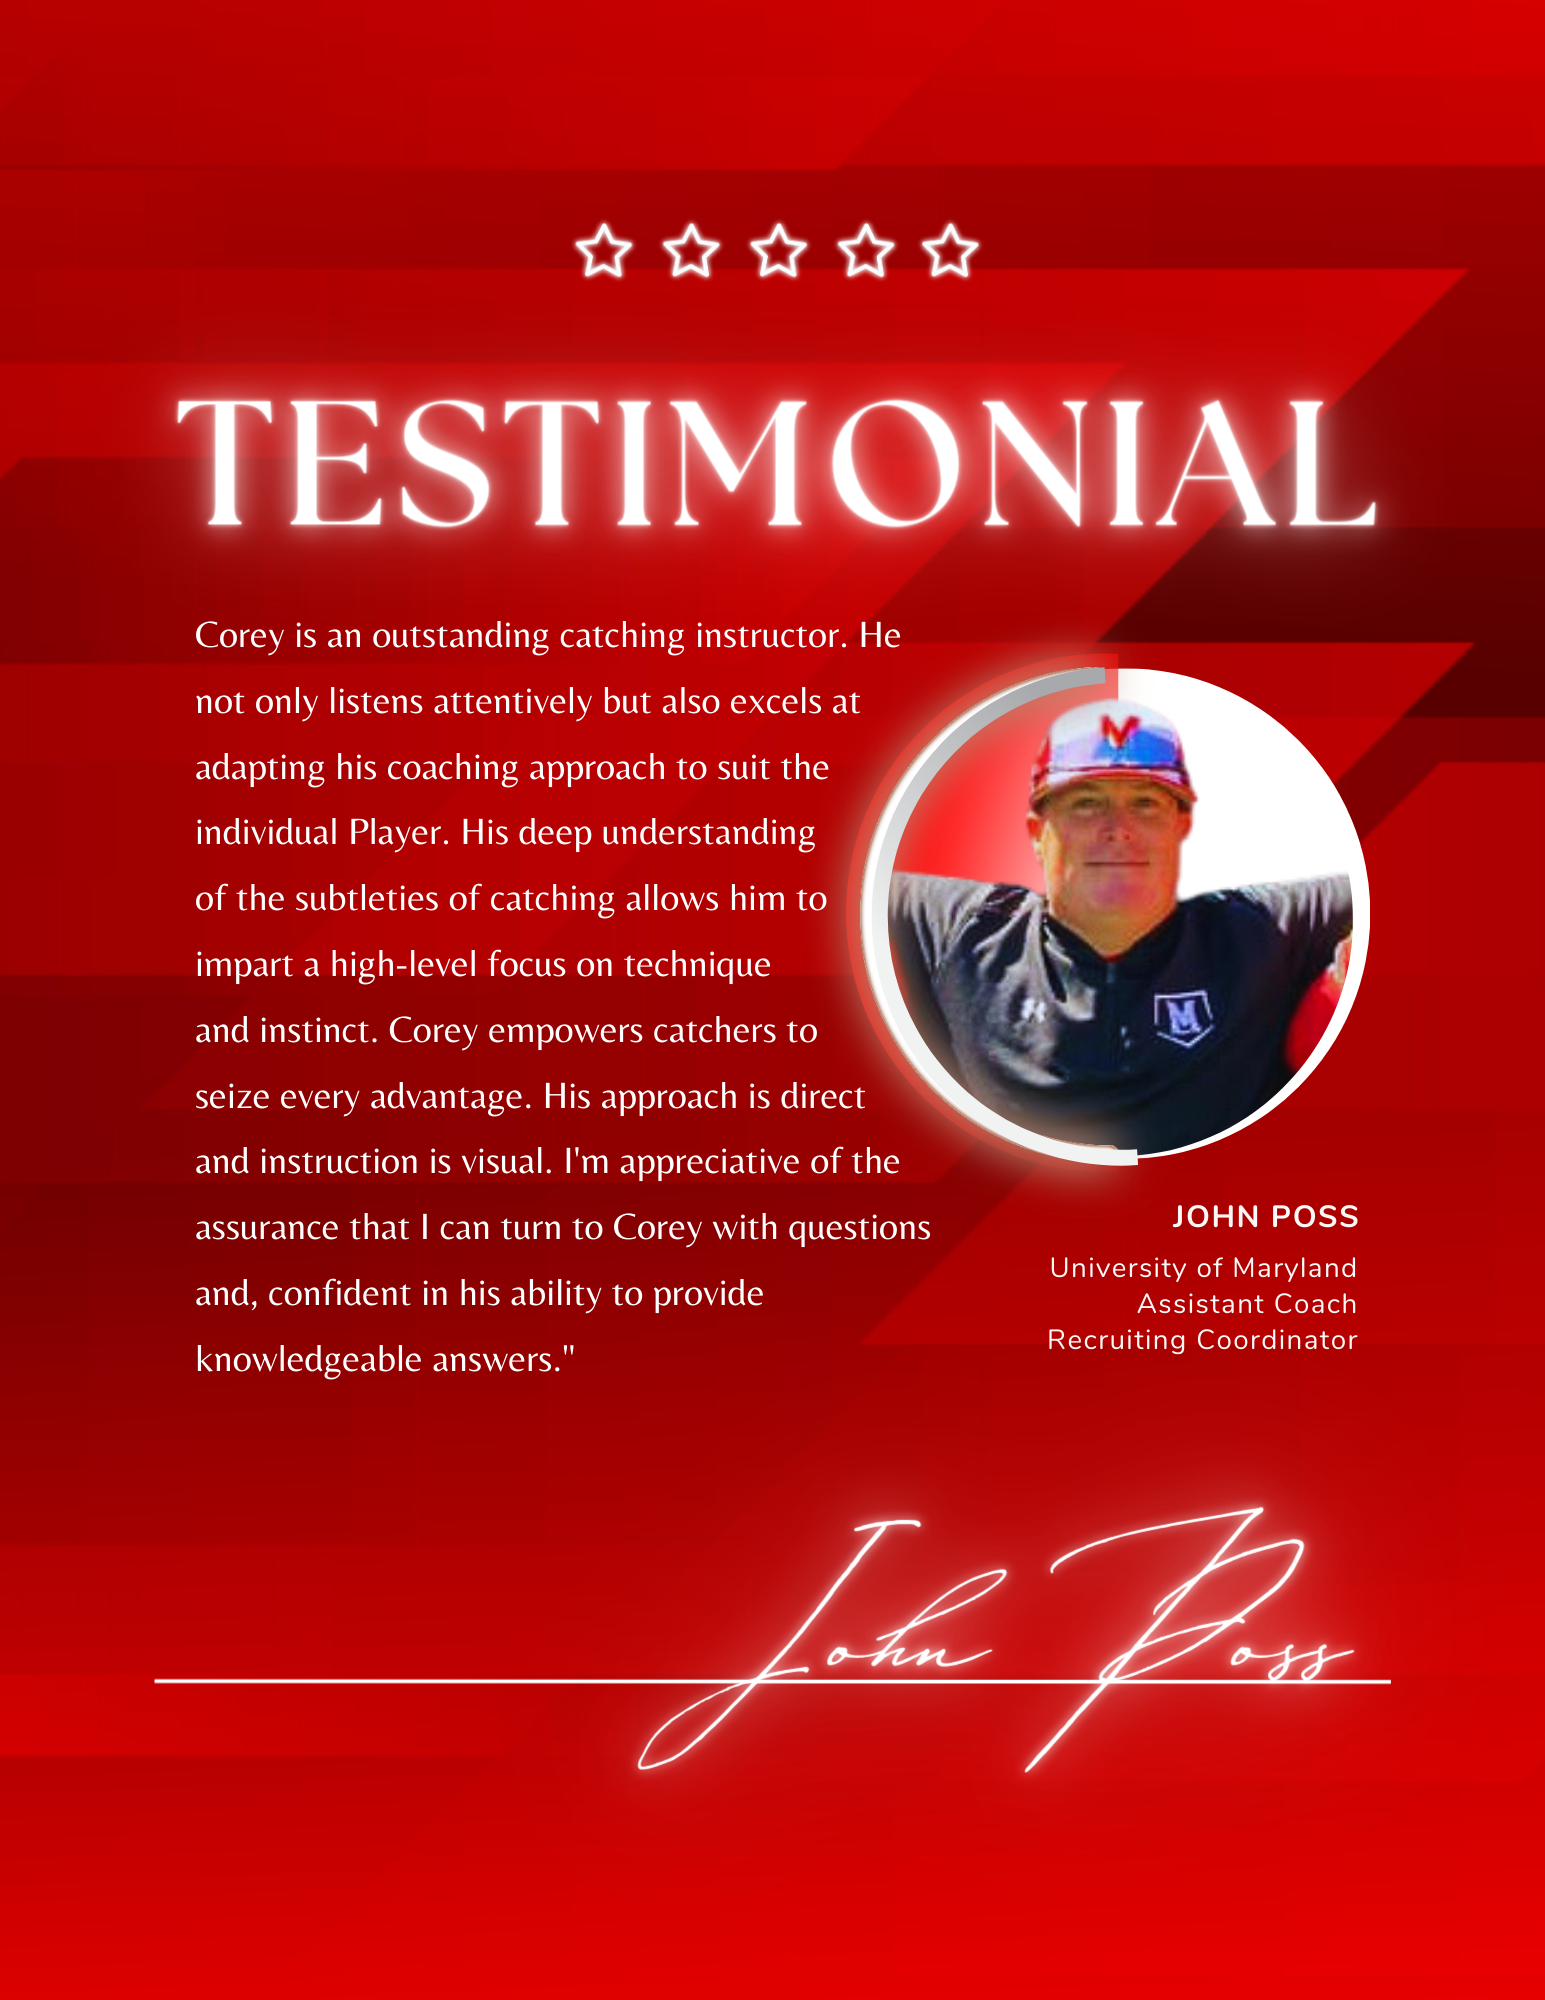 TESTIMONIAL
Corey is an outstanding catching instructor. He
not only listens attentively but also excels at
adapting his coaching approach to suit the
individual Player. His deep understanding
of the subtleties of catching allows him to
impart a high-level focus on technique
and instinct. Corey empowers catchers to
seize every advantage. His approach is direct
and instruction is visual. I'm appreciative of the
assurance that I can turn to Corey with questions
and, confident in his ability to provide
knowledgeable answers."
M
M
JOHN POSS
University of Maryland
Assistant Coach
Recruiting Coordinator
John Poss